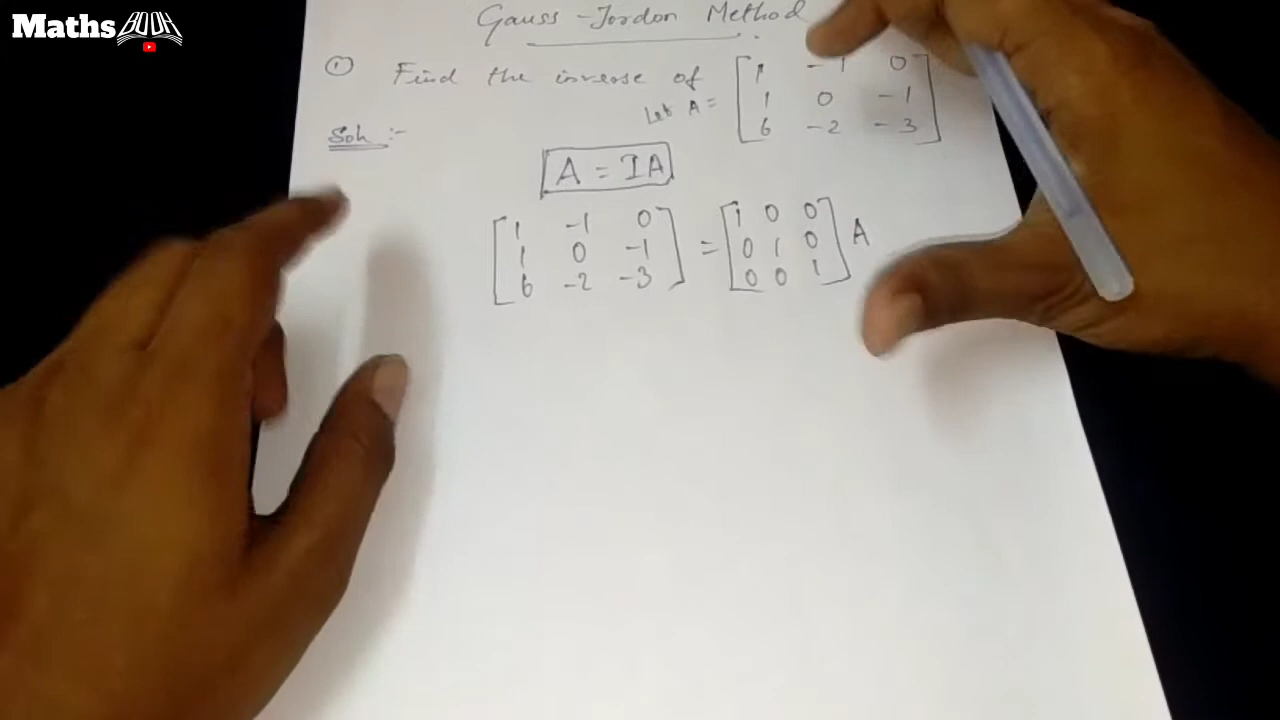 Maths BOOK
Gauss-Jordon Method
① Find the inverse of [1 -1 0
Let A = 1 0 -1
6 -2 -3]
Soln :-
A = IA
[1 -1 0 = [1 0 0
1 0 -1 0 1 0 A
6 -2 -3] 0 0 1]